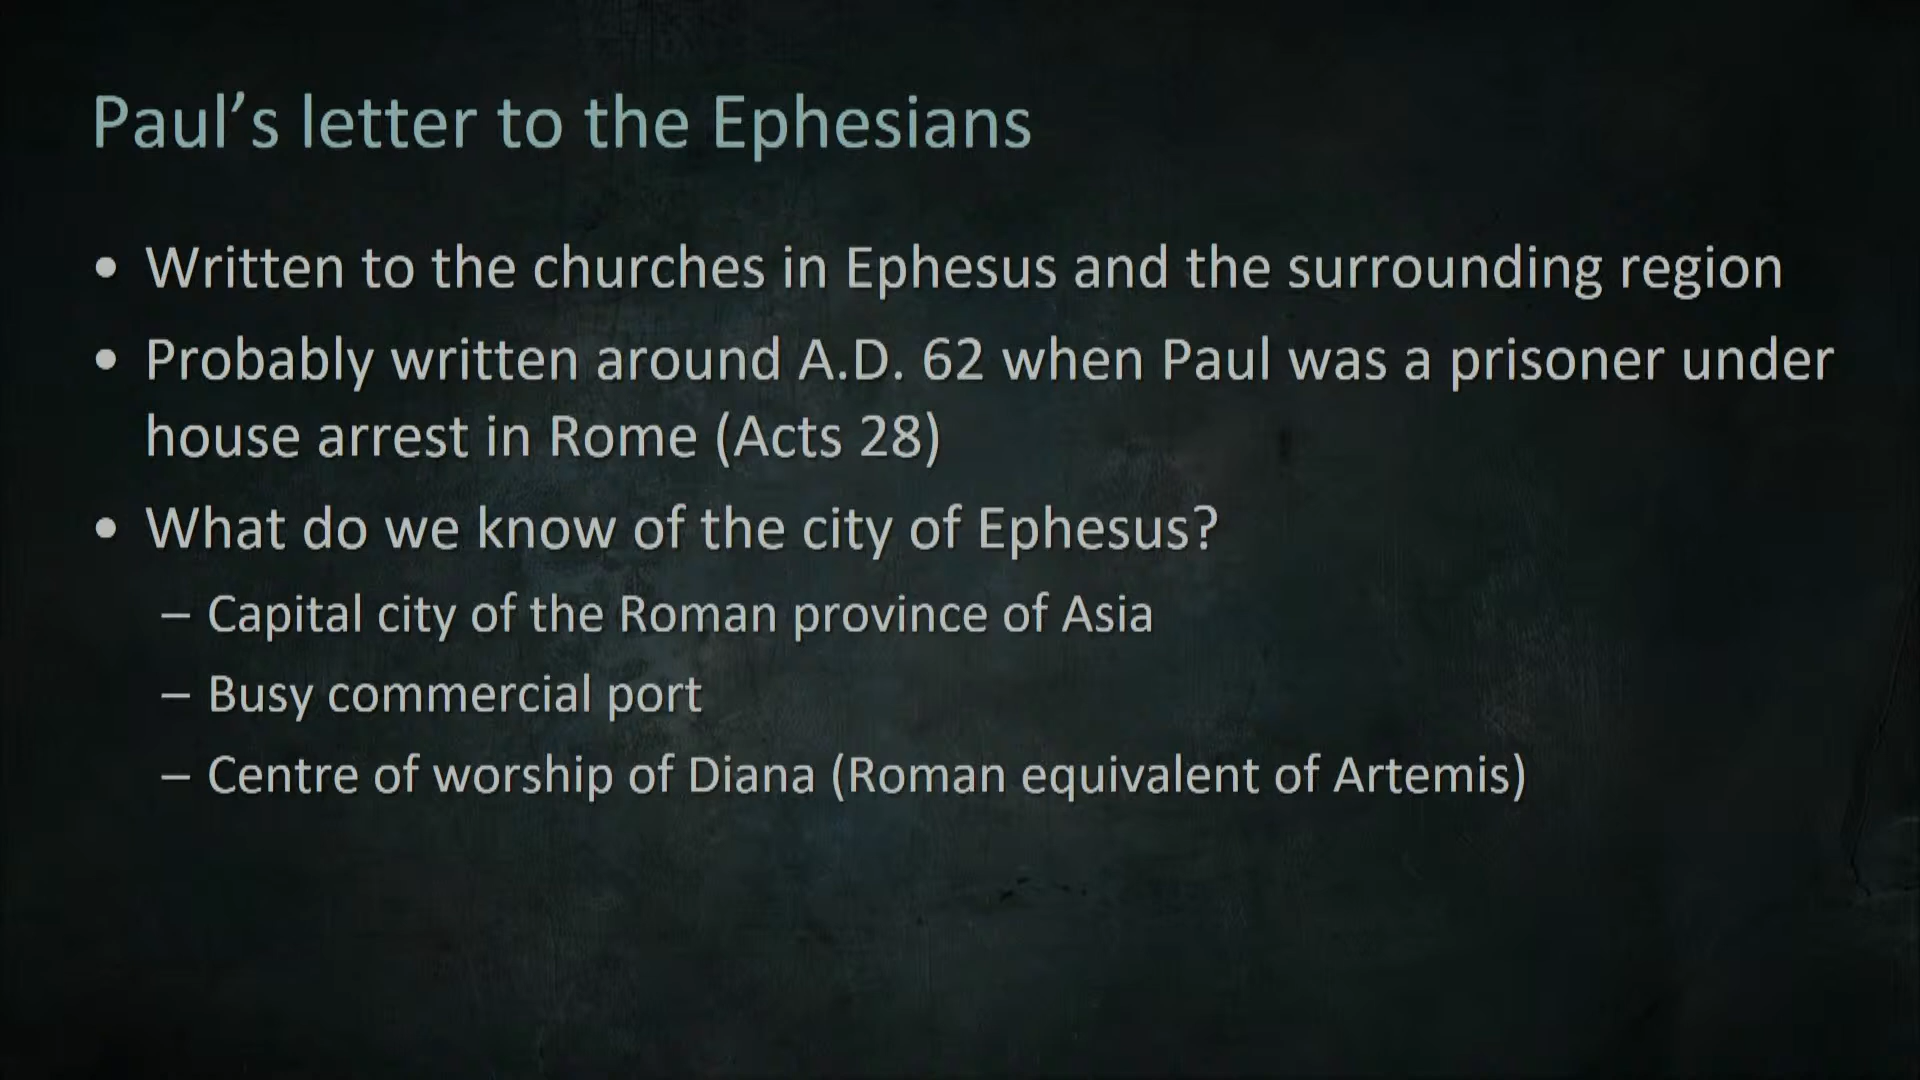 Paul’s letter to the Ephesians
• Written to the churches in Ephesus and the surrounding region
• Probably written around A.D. 62 when Paul was a prisoner under
house arrest in Rome (Acts 28)
• What do we know of the city of Ephesus?
– Capital city of the Roman province of Asia
– Busy commercial port
– Centre of worship of Diana (Roman equivalent of Artemis)